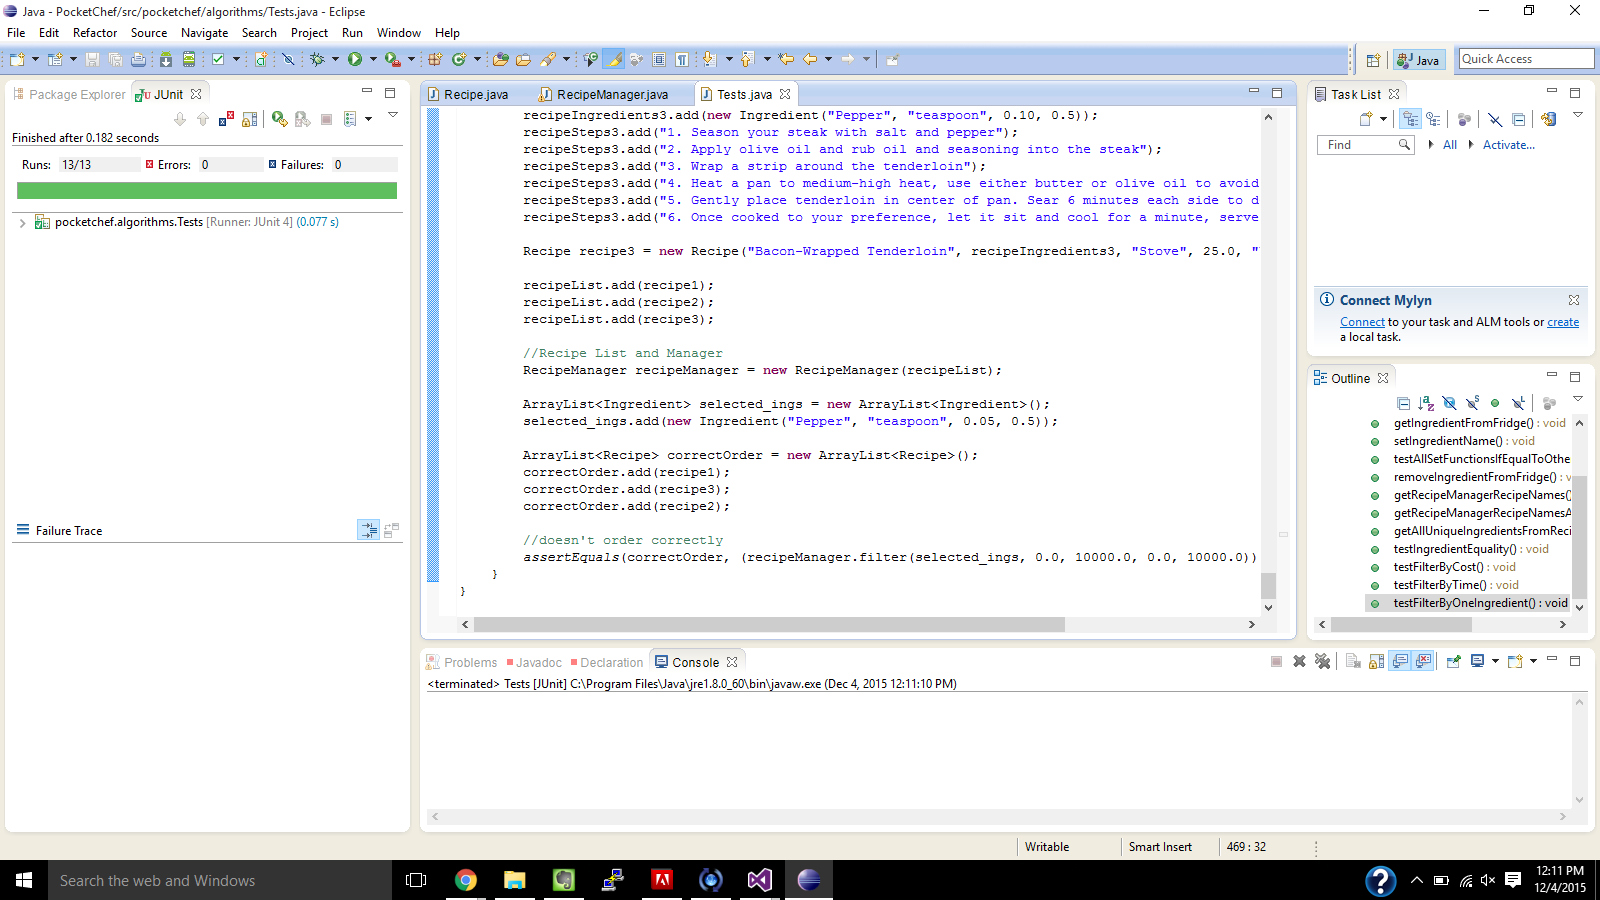 Java - PocketChef/src/pocketchef/algorithms/Tests.java - Eclipse
File Edit Refactor Source Navigate Search Project Run Window Help
Java
Quick Access
Package Explorer JUnit
Finished after 0.182 seconds
Runs: 13/13 Errors: 0 Failures: 0
pocketchef.algorithms.Tests [Runner: JUnit 4] (0.077 s)
Failure Trace
Recipe.java RecipeManager.java Tests.java
recipeIngredients3.add(new Ingredient("Pepper", "teaspoon", 0.10, 0.5));
recipeSteps3.add("1. Season your steak with salt and pepper");
recipeSteps3.add("2. Apply olive oil and rub oil and seasoning into the steak");
recipeSteps3.add("3. Wrap a strip around the tenderloin");
recipeSteps3.add("4. Heat a pan to medium-high heat, use either butter or olive oil to avoid
recipeSteps3.add("5. Gently place tenderloin in center of pan. Sear 6 minutes each side to d
recipeSteps3.add("6. Once cooked to your preference, let it sit and cool for a minute, serve
Recipe recipe3 = new Recipe("Bacon-Wrapped Tenderloin", recipeIngredients3, "Stove", 25.0, "
recipeList.add(recipe1);
recipeList.add(recipe2);
recipeList.add(recipe3);
//Recipe List and Manager
RecipeManager recipeManager = new RecipeManager(recipeList);
ArrayList<Ingredient> selected_ings = new ArrayList<Ingredient>();
selected_ings.add(new Ingredient("Pepper", "teaspoon", 0.05, 0.5));
ArrayList<Recipe> correctOrder = new ArrayList<Recipe>();
correctOrder.add(recipe1);
correctOrder.add(recipe3);
correctOrder.add(recipe2);
//doesn't order correctly
assertEquals(correctOrder, (recipeManager.filter(selected_ings, 0.0, 10000.0, 0.0, 10000.0))
}
}
Task List
Find All Activate...
Connect Mylyn
Connect to your task and ALM tools or create
a local task.
Outline
getIngredientFromFridge() : void
setIngredientName() : void
testAllSetFunctionsIfEqualToOthe
removeIngredientFromFridge() : v
getRecipeManagerRecipeNames()
getRecipeManagerRecipeNamesA
getAllUniqueIngredientsFromReci
testIngredientEquality() : void
testFilterByCost() : void
testFilterByTime() : void
testFilterByOneIngredient() : void
Problems Javadoc Declaration Console
<terminated> Tests [JUnit] C:\Program Files\Java\jre1.8.0_60\bin\javaw.exe (Dec 4, 2015 12:11:10 PM)
Writable Smart Insert 469 : 32
Search the web and Windows
12:11 PM
12/4/2015